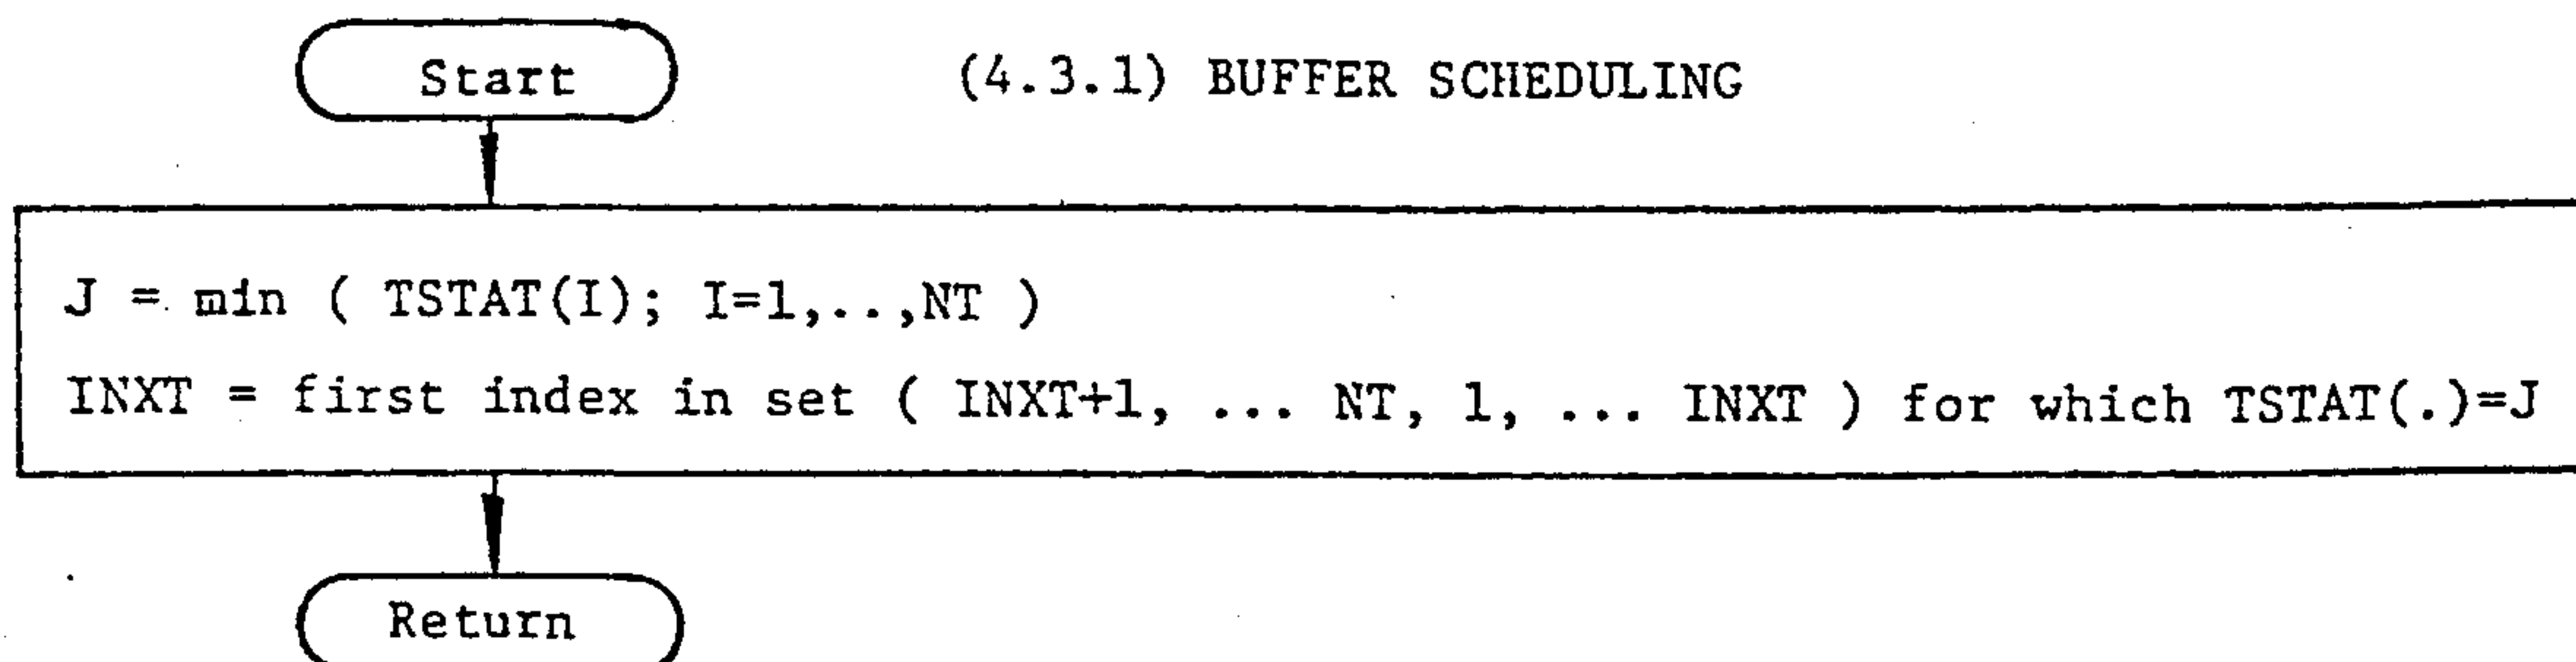 Start
(4.3.1) BUFFER SCHEDULING
J = min ( TSTAT(I); I=1,..,NT )
INXT = first index in set ( INXT+1, ... NT, 1, ... INXT ) for which TSTAT(.)=J
Return